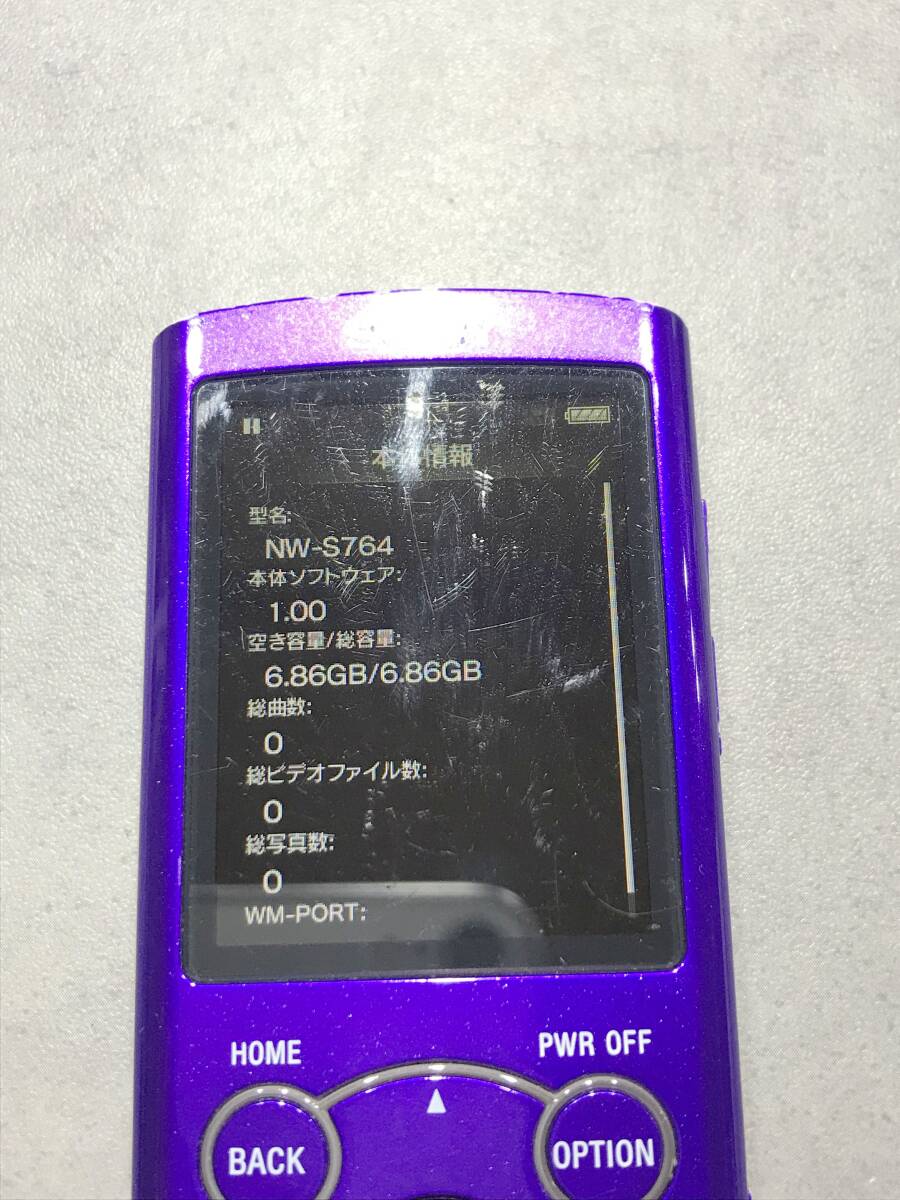 本体情報
型名:
NW-S764
本体ソフトウェア:
1.00
空き容量/総容量:
6.86GB/6.86GB
総曲数:
0
総ビデオファイル数:
0
総写真数:
0
WM-PORT:
HOME
PWR OFF
BACK
OPTION